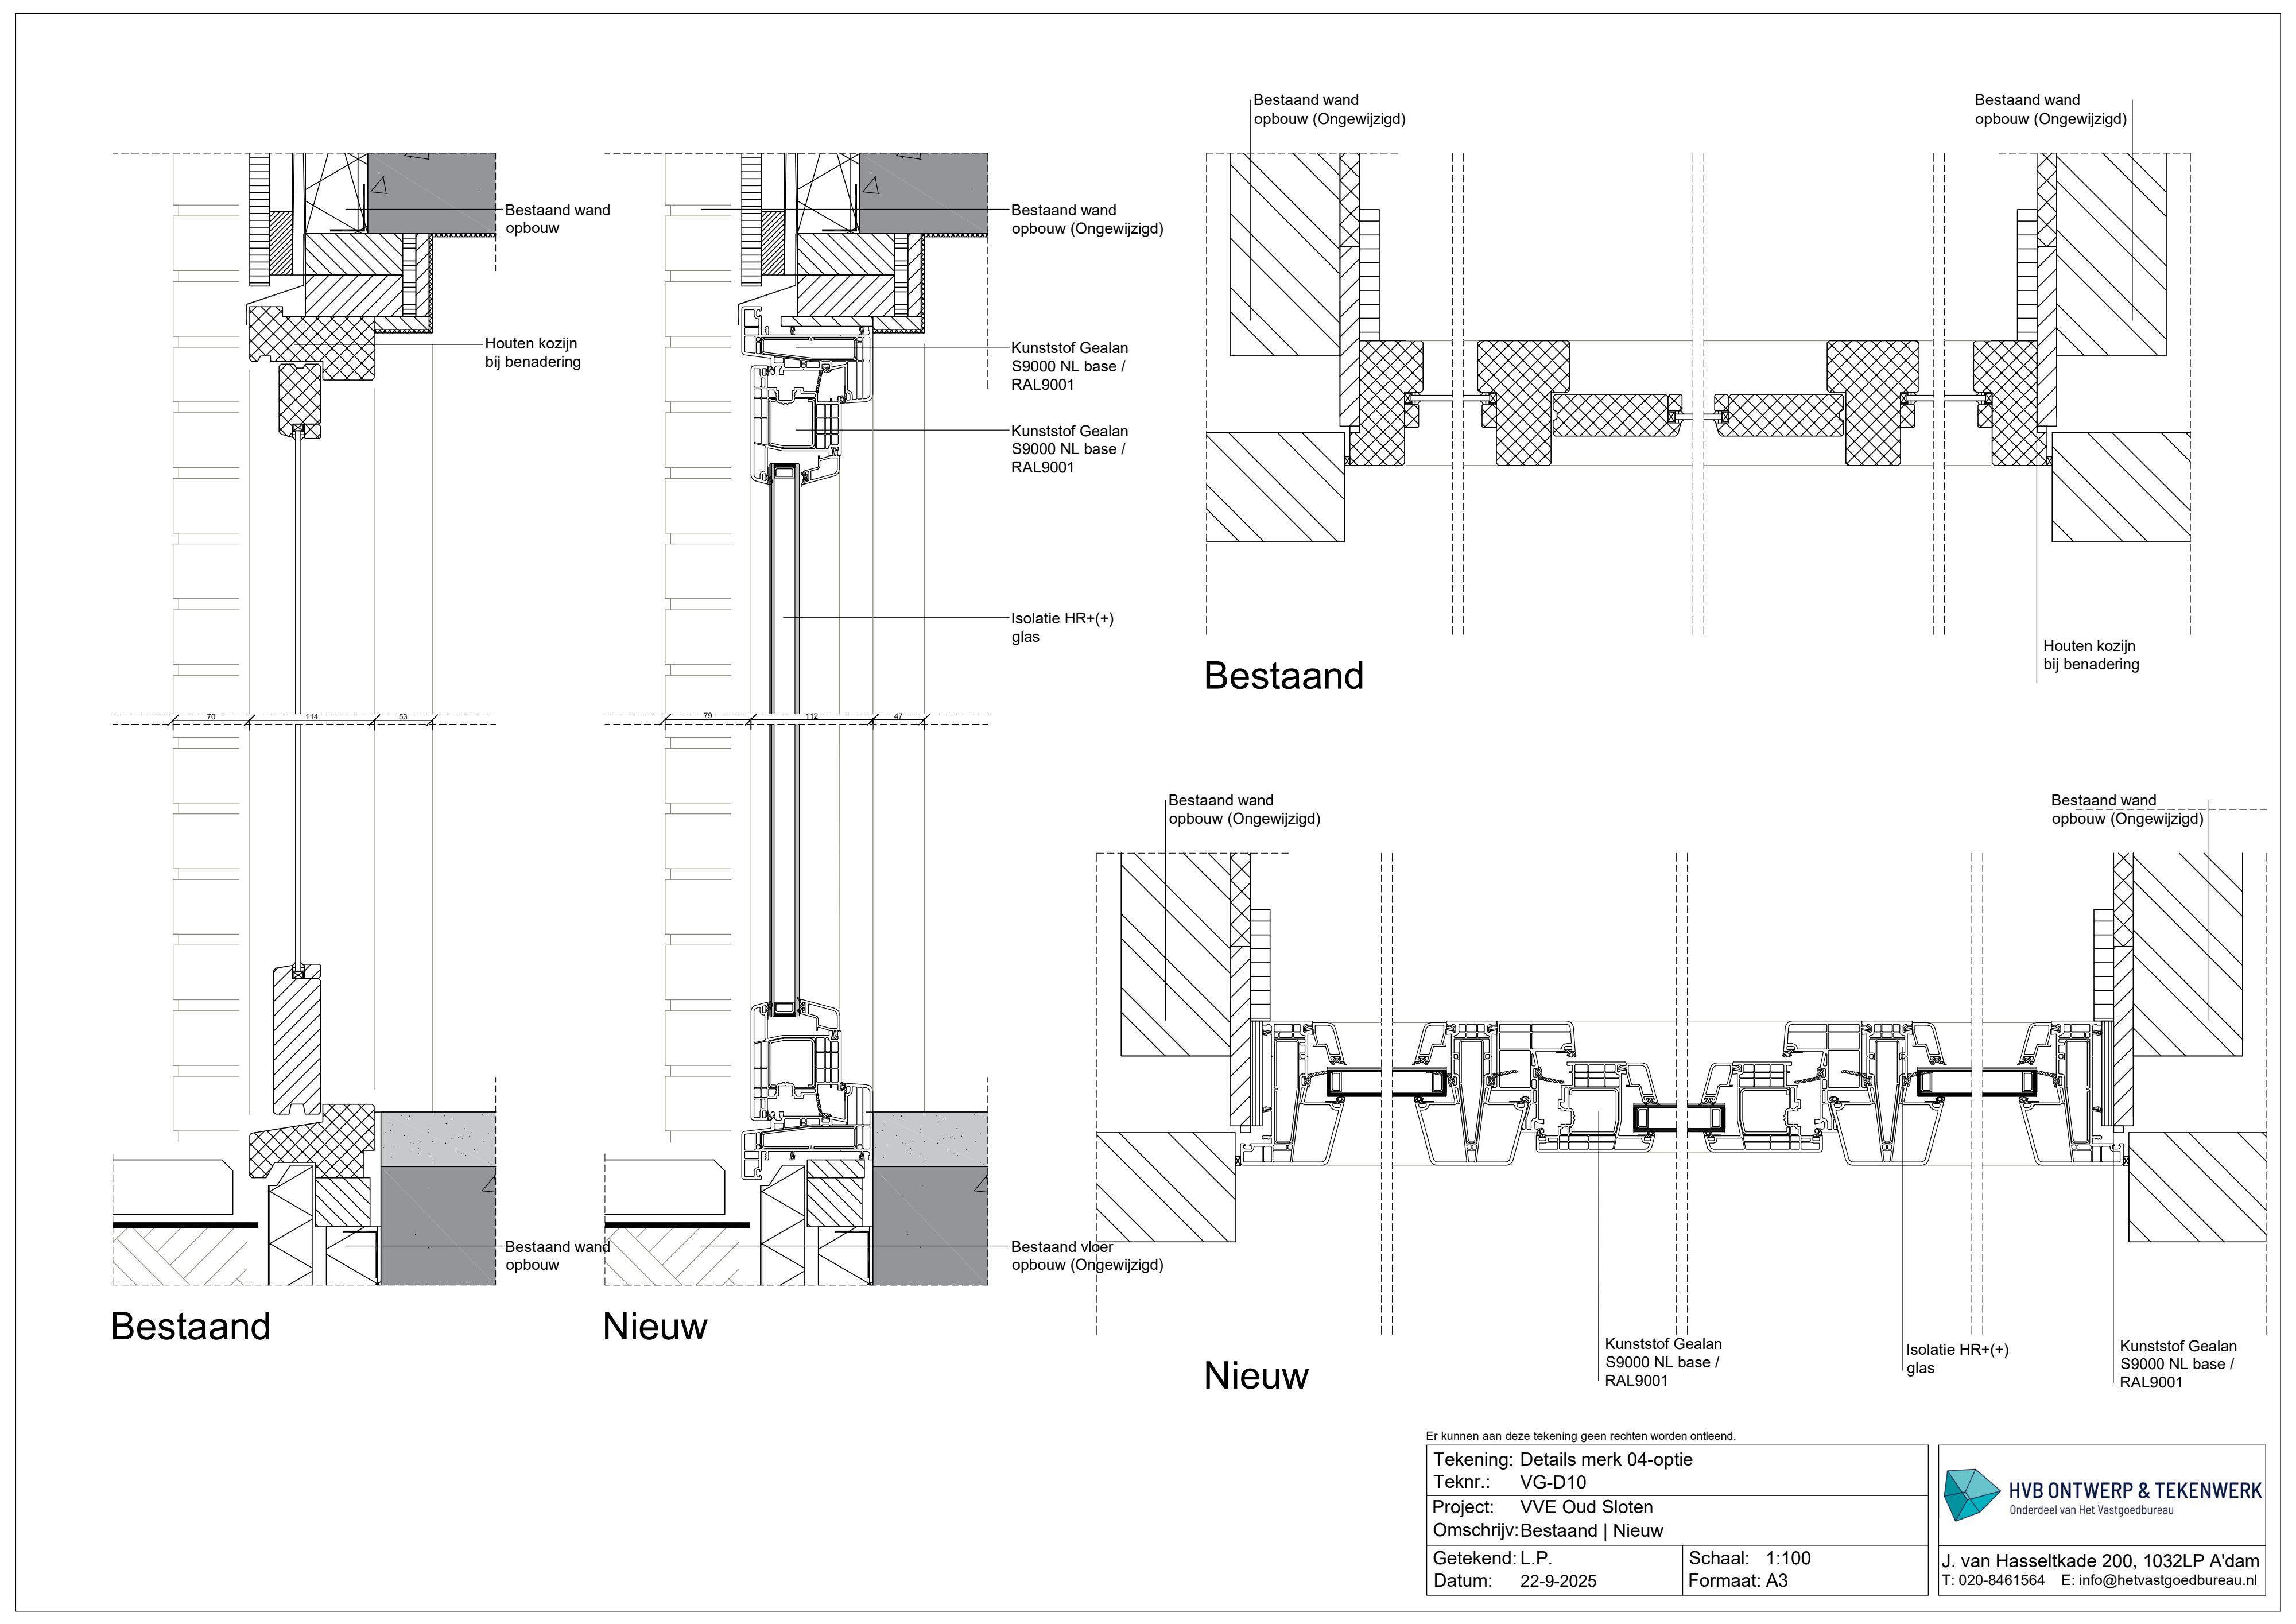 Bestaand wand
opbouw
Houten kozijn
bij benadering
70
114
53
Bestaand wand
opbouw
Bestaand
Bestaand wand
opbouw (Ongewijzigd)
Kunststof Gealan
S9000 NL base /
RAL9001
Kunststof Gealan
S9000 NL base /
RAL9001
Isolatie HR+(+)
glas
79
112
47
Bestaand vloer
opbouw (Ongewijzigd)
Nieuw
Bestaand wand
opbouw (Ongewijzigd)
Bestaand wand
opbouw (Ongewijzigd)
Houten kozijn
bij benadering
Bestaand
Bestaand wand
opbouw (Ongewijzigd)
Bestaand wand
opbouw (Ongewijzigd)
Kunststof Gealan
S9000 NL base /
RAL9001
Isolatie HR+(+)
glas
Kunststof Gealan
S9000 NL base /
RAL9001
Nieuw
Er kunnen aan deze tekening geen rechten worden ontleend.
Tekening: Details merk 04-optie
Teknr.: VG-D10
Project: VVE Oud Sloten
Omschrijv: Bestaand | Nieuw
Getekend: L.P.
Datum: 22-9-2025
Schaal: 1:100
Formaat: A3
HVB ONTWERP & TEKENWERK
Onderdeel van Het Vastgoedbureau
J. van Hasseltkade 200, 1032LP A'dam
T: 020-8461564 E: info@hetvastgoedbureau.nl